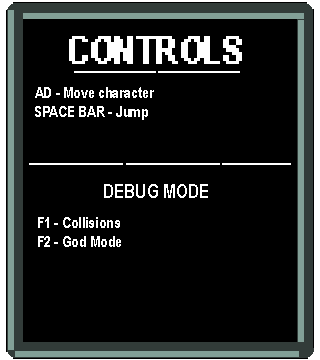 CONTROLS
AD - Move character
SPACE BAR - Jump
DEBUG MODE
F1 - Collisions
F2 - God Mode